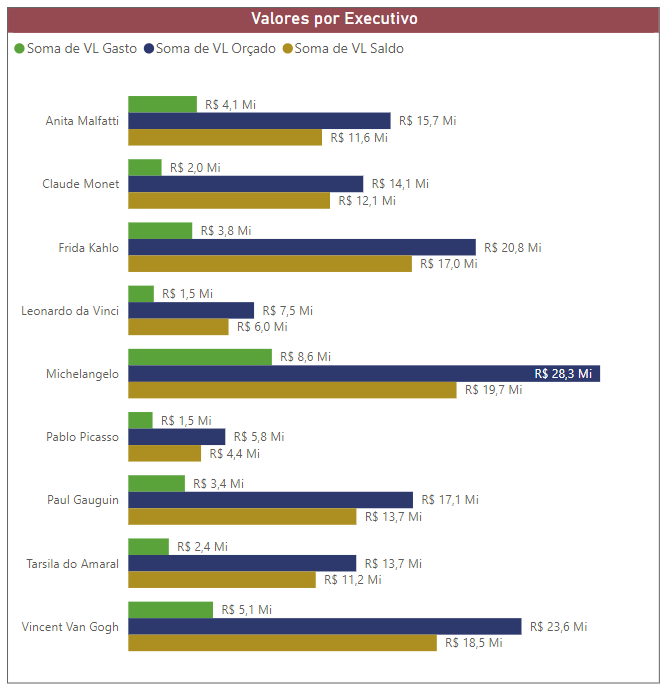 Valores por Executivo
Soma de VL Gasto Soma de VL Orçado Soma de VL Saldo
R$ 4,1 Mi
Anita Malfatti R$ 15,7 Mi
R$ 11,6 Mi
R$ 2,0 Mi
Claude Monet R$ 14,1 Mi
R$ 12,1 Mi
R$ 3,8 Mi
Frida Kahlo R$ 20,8 Mi
R$ 17,0 Mi
R$ 1,5 Mi
Leonardo da Vinci R$ 7,5 Mi
R$ 6,0 Mi
R$ 8,6 Mi
Michelangelo R$ 28,3 Mi
R$ 19,7 Mi
R$ 1,5 Mi
Pablo Picasso R$ 5,8 Mi
R$ 4,4 Mi
R$ 3,4 Mi
Paul Gauguin R$ 17,1 Mi
R$ 13,7 Mi
R$ 2,4 Mi
Tarsila do Amaral R$ 13,7 Mi
R$ 11,2 Mi
R$ 5,1 Mi
Vincent Van Gogh R$ 23,6 Mi
R$ 18,5 Mi